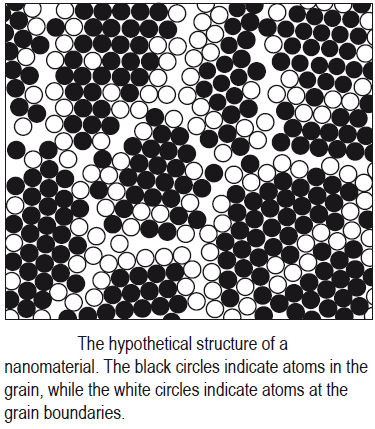 The hypothetical structure of a
nanomaterial. The black circles indicate atoms in the
grain, while the white circles indicate atoms at the
grain boundaries.